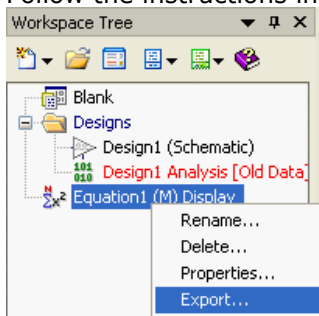 Follow the instructions in
Workspace Tree
Blank
Designs
Design1 (Schematic)
101
010
Design1 Analysis [Old Data]
N
Σx²
Equation1 (M) Display
Rename...
Delete...
Properties...
Export...